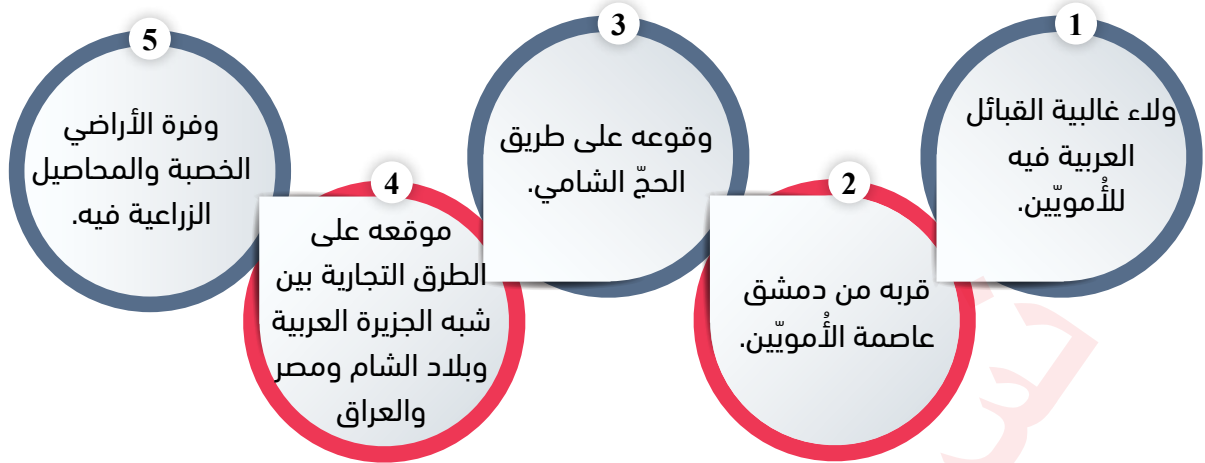 1
ولاء غالبية القبائل
العربية فيه
للأُمويّين.
2
قربه من دمشق
عاصمة الأُمويّين.
3
وقوعه على طريق
الحجّ الشامي.
4
موقعه على
الطرق التجارية بين
شبه الجزيرة العربية
وبلاد الشام ومصر
والعراق
5
وفرة الأراضي
الخصبة والمحاصيل
الزراعية فيه.